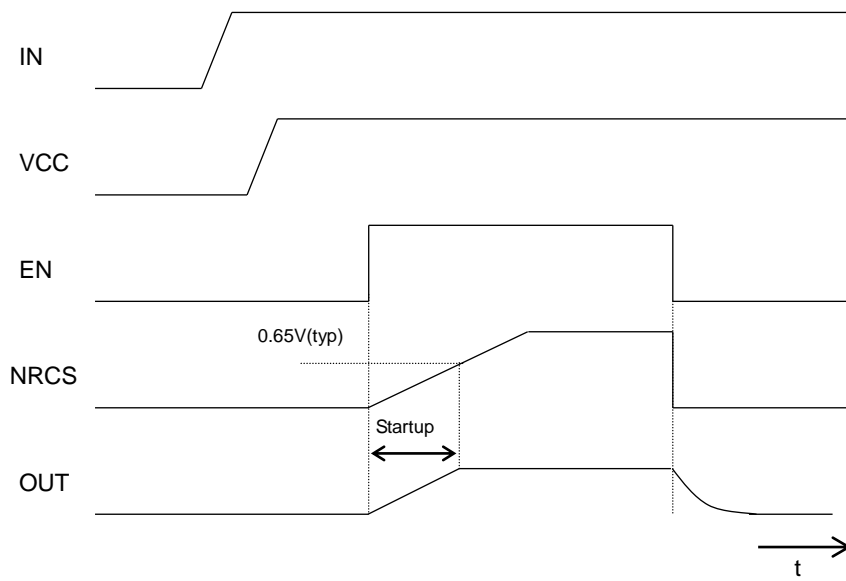 IN
VCC
EN
0.65V(typ)
NRCS
Startup
OUT
t